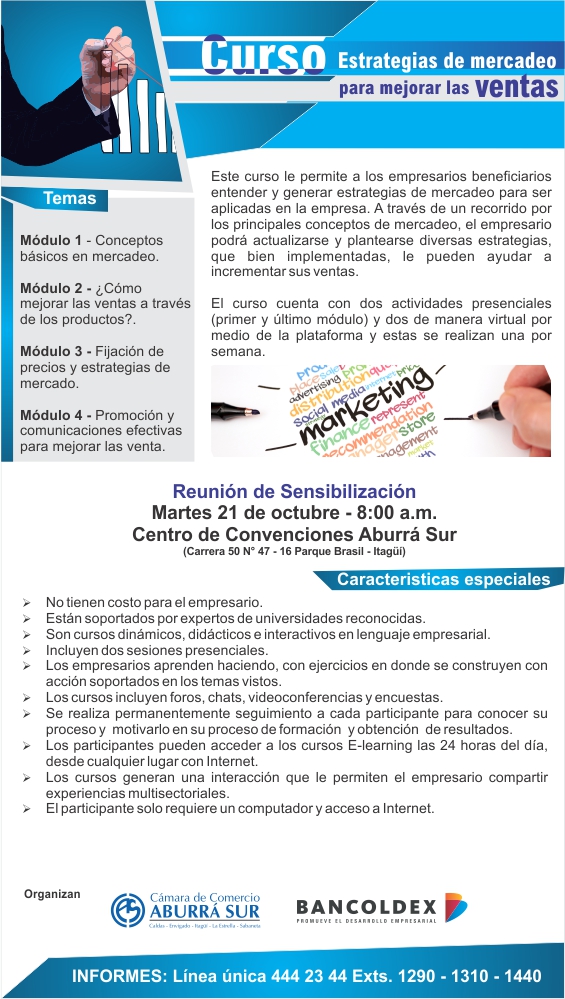 Curso Estrategias de mercadeo
para mejorar las ventas
Temas
Módulo 1 - Conceptos
básicos en mercadeo.
Módulo 2 - ¿Cómo
mejorar las ventas a través
de los productos?.
Módulo 3 - Fijación de
precios y estrategias de
mercado.
Módulo 4 - Promoción y
comunicaciones efectivas
para mejorar las venta.
Este curso le permite a los empresarios beneficiarios
entender y generar estrategias de mercadeo para ser
aplicadas en la empresa. A través de un recorrido por
los principales conceptos de mercadeo, el empresario
podrá actualizarse y plantearse diversas estrategias,
que bien implementadas, le pueden ayudar a
incrementar sus ventas.
El curso cuenta con dos actividades presenciales
(primer y último módulo) y dos de manera virtual por
medio de la plataforma y estas se realizan una por
semana.
place sales
advertising
distribution
social media internet
marketing
finance represent
recommendation
manager store
management
Reunión de Sensibilización
Martes 21 de octubre - 8:00 a.m.
Centro de Convenciones Aburrá Sur
(Carrera 50 N° 47 - 16 Parque Brasil - Itagüí)
Caracteristicas especiales
No tienen costo para el empresario.
Están soportados por expertos de universidades reconocidas.
Son cursos dinámicos, didácticos e interactivos en lenguaje empresarial.
Incluyen dos sesiones presenciales.
Los empresarios aprenden haciendo, con ejercicios en donde se construyen con
acción soportados en los temas vistos.
Los cursos incluyen foros, chats, videoconferencias y encuestas.
Se realiza permanentemente seguimiento a cada participante para conocer su
proceso y motivarlo en su proceso de formación y obtención de resultados.
Los participantes pueden acceder a los cursos E-learning las 24 horas del día,
desde cualquier lugar con Internet.
Los cursos generan una interacción que le permiten el empresario compartir
experiencias multisectoriales.
El participante solo requiere un computador y acceso a Internet.
Organizan
Cámara de Comercio
ABURRÁ SUR
Caldas - Envigado - Itagüí - La Estrella - Sabaneta
BANCOLDEX
PROMUEVE EL DESARROLLO EMPRESARIAL
INFORMES: Línea única 444 23 44 Exts. 1290 - 1310 - 1440